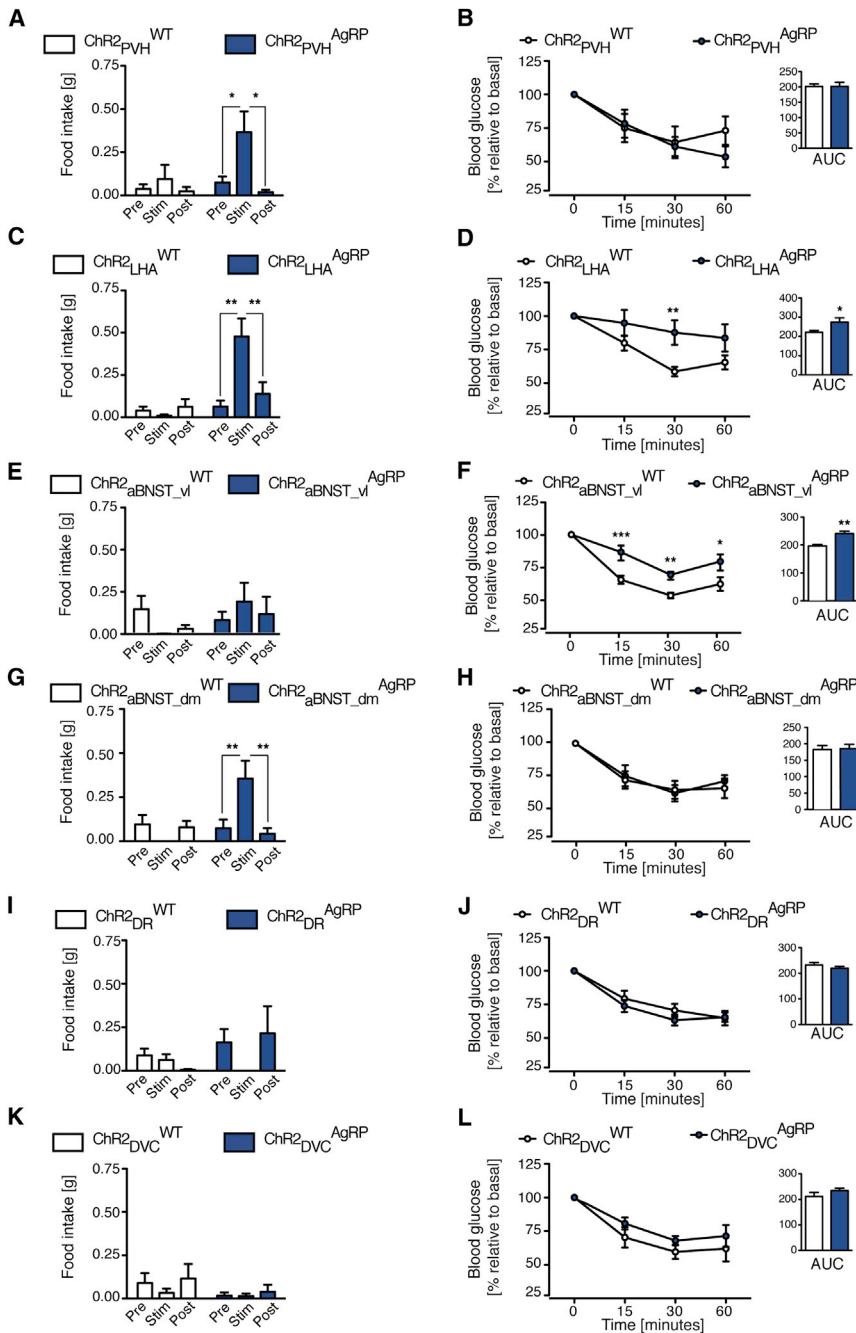 A
ChR2PVHWT ChR2PVHAgRP
Food intake [g]
0.75
0.50
0.25
0.00
Pre Stim Post Pre Stim Post
* *
B
ChR2PVHWT ChR2PVHAgRP
Blood glucose
[% relative to basal]
125
100
75
50
25
0 15 30 60
Time [minutes]
250
200
150
100
50
0
AUC
C
ChR2LHAWT ChR2LHAAgRP
Food intake [g]
0.75
0.50
0.25
0.00
Pre Stim Post Pre Stim Post
** **
D
ChR2LHAWT ChR2LHAAgRP
Blood glucose
[% relative to basal]
125
100
75
50
25
**
0 15 30 60
Time [minutes]
400
300
200
100
0
*
AUC
E
ChR2aBNST_vlWT ChR2aBNST_vlAgRP
Food intake [g]
0.75
0.50
0.25
0.00
Pre Stim Post Pre Stim Post
F
ChR2aBNST_vlWT ChR2aBNST_vlAgRP
Blood glucose
[% relative to basal]
125
100
75
50
25
*** ** *
0 15 30 60
Time [minutes]
300
200
100
0
**
AUC
G
ChR2aBNST_dmWT ChR2aBNST_dmAgRP
Food intake [g]
0.75
0.50
0.25
0.00
Pre Stim Post Pre Stim Post
** **
H
ChR2aBNST_dmWT ChR2aBNST_dmAgRP
Blood glucose
[% relative to basal]
125
100
75
50
25
0 15 30 60
Time [minutes]
250
200
150
100
50
0
AUC
I
ChR2DRWT ChR2DRAgRP
Food intake [g]
0.75
0.50
0.25
0.00
Pre Stim Post Pre Stim Post
J
ChR2DRWT ChR2DRAgRP
Blood glucose
[% relative to basal]
125
100
75
50
25
0 15 30 60
Time [minutes]
300
200
100
0
AUC
K
ChR2DVCWT ChR2DVCAgRP
Food intake [g]
0.75
0.50
0.25
0.00
Pre Stim Post Pre Stim Post
L
ChR2DVCWT ChR2DVCAgRP
Blood glucose
[% relative to basal]
125
100
75
50
25
0 15 30 60
Time [minutes]
300
200
100
0
AUC